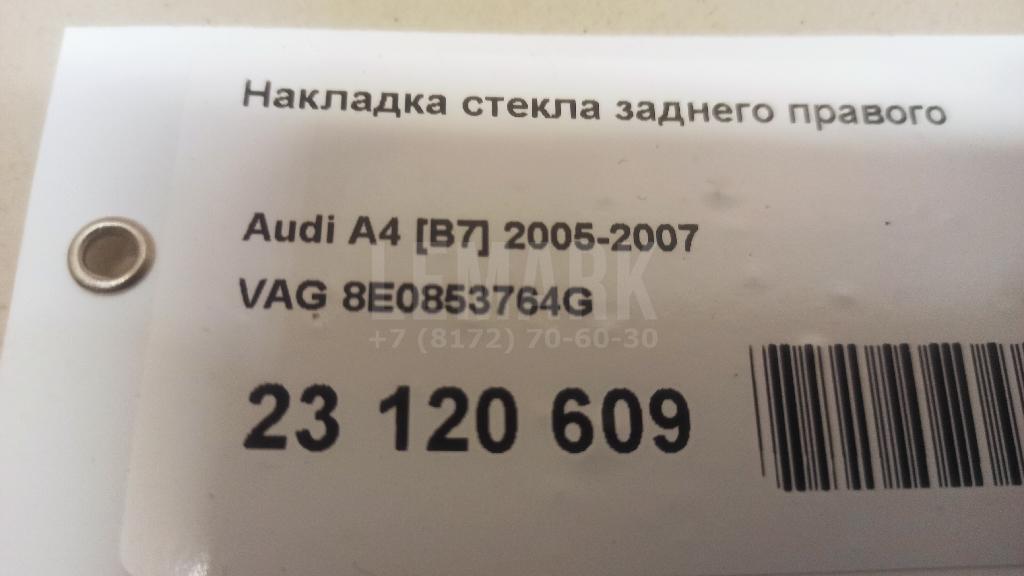 Накладка стекла заднего правого
Audi A4 [B7] 2005-2007
VAG 8E0853764G
LEMARK
+7 (8172) 70-60-30
23 120 609